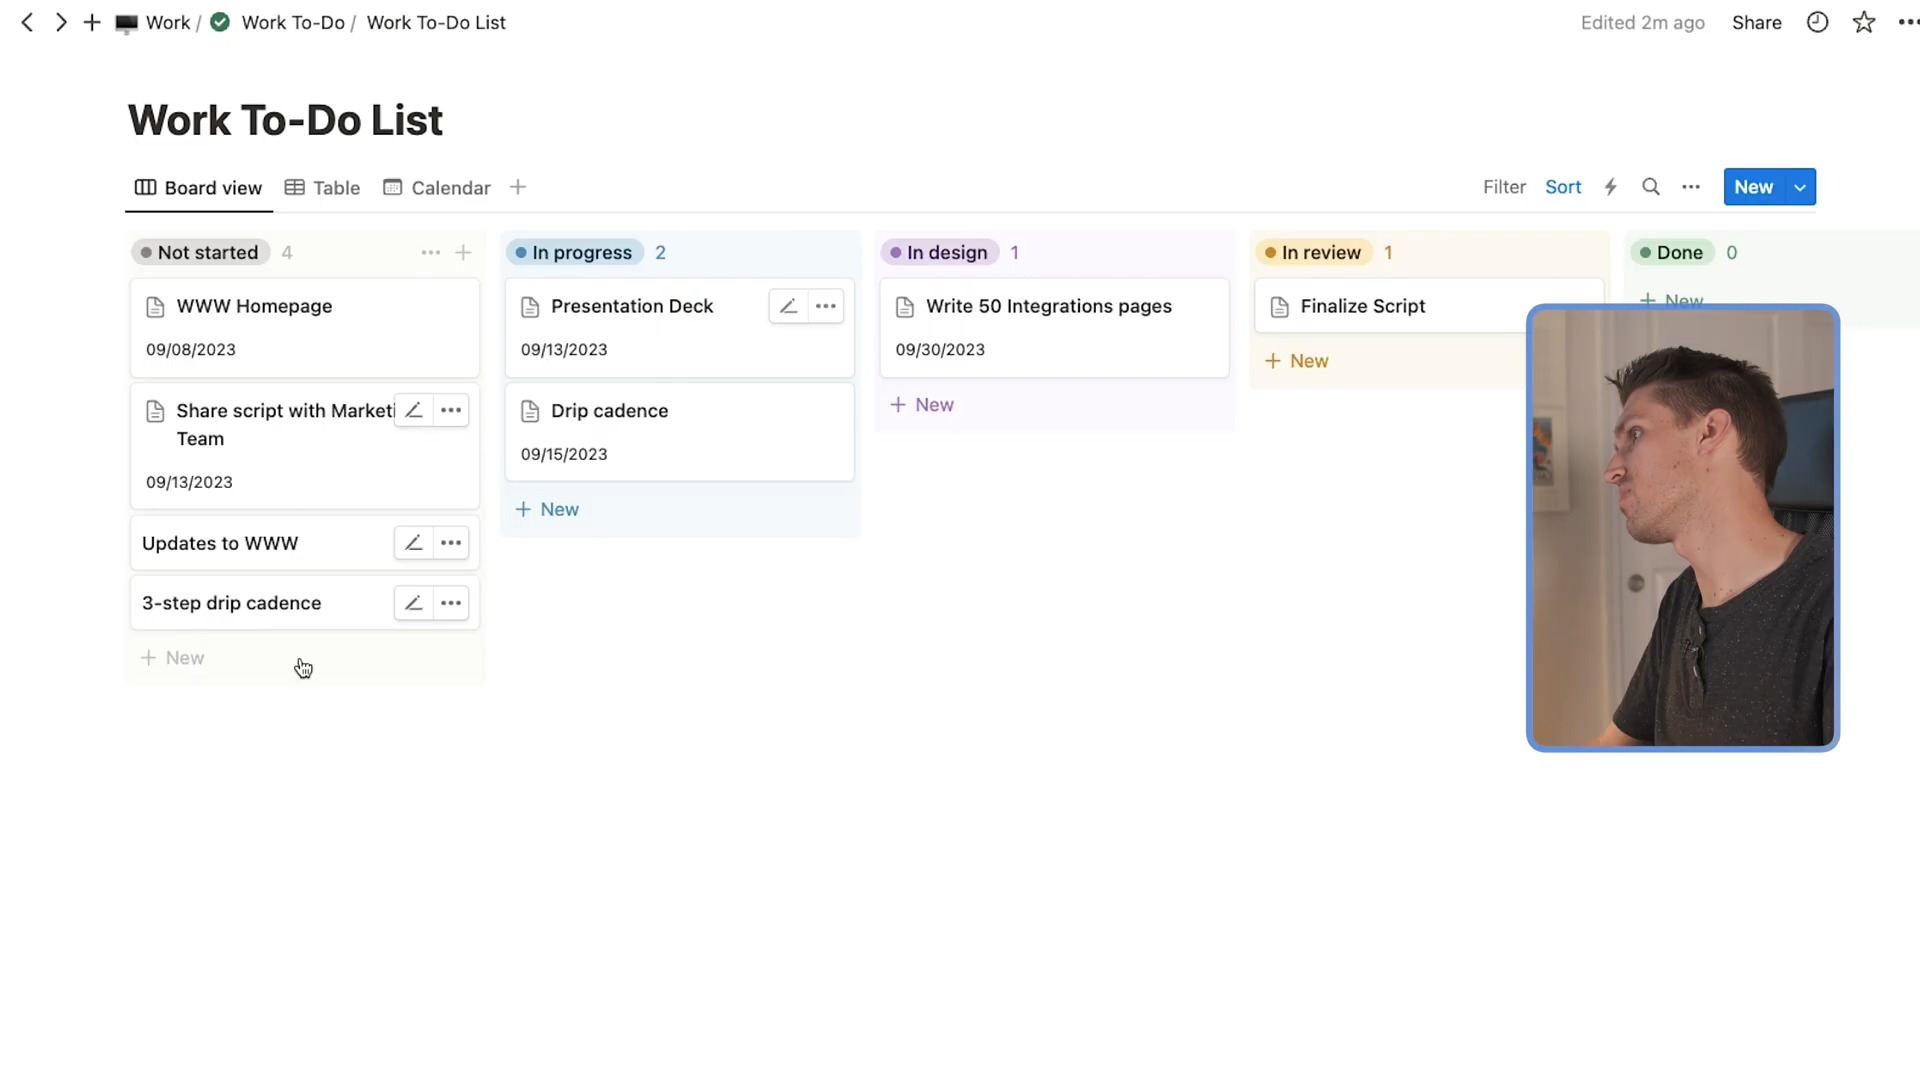 Work / Work To-Do / Work To-Do List
Edited 2m ago Share
Work To-Do List
Board view Table Calendar
Filter Sort New
Not started 4
WWW Homepage
09/08/2023
Share script with Marketi
Team
09/13/2023
Updates to WWW
3-step drip cadence
+ New
In progress 2
Presentation Deck
09/13/2023
Drip cadence
09/15/2023
+ New
In design 1
Write 50 Integrations pages
09/30/2023
+ New
In review 1
Finalize Script
+ New
Done 0
+ New